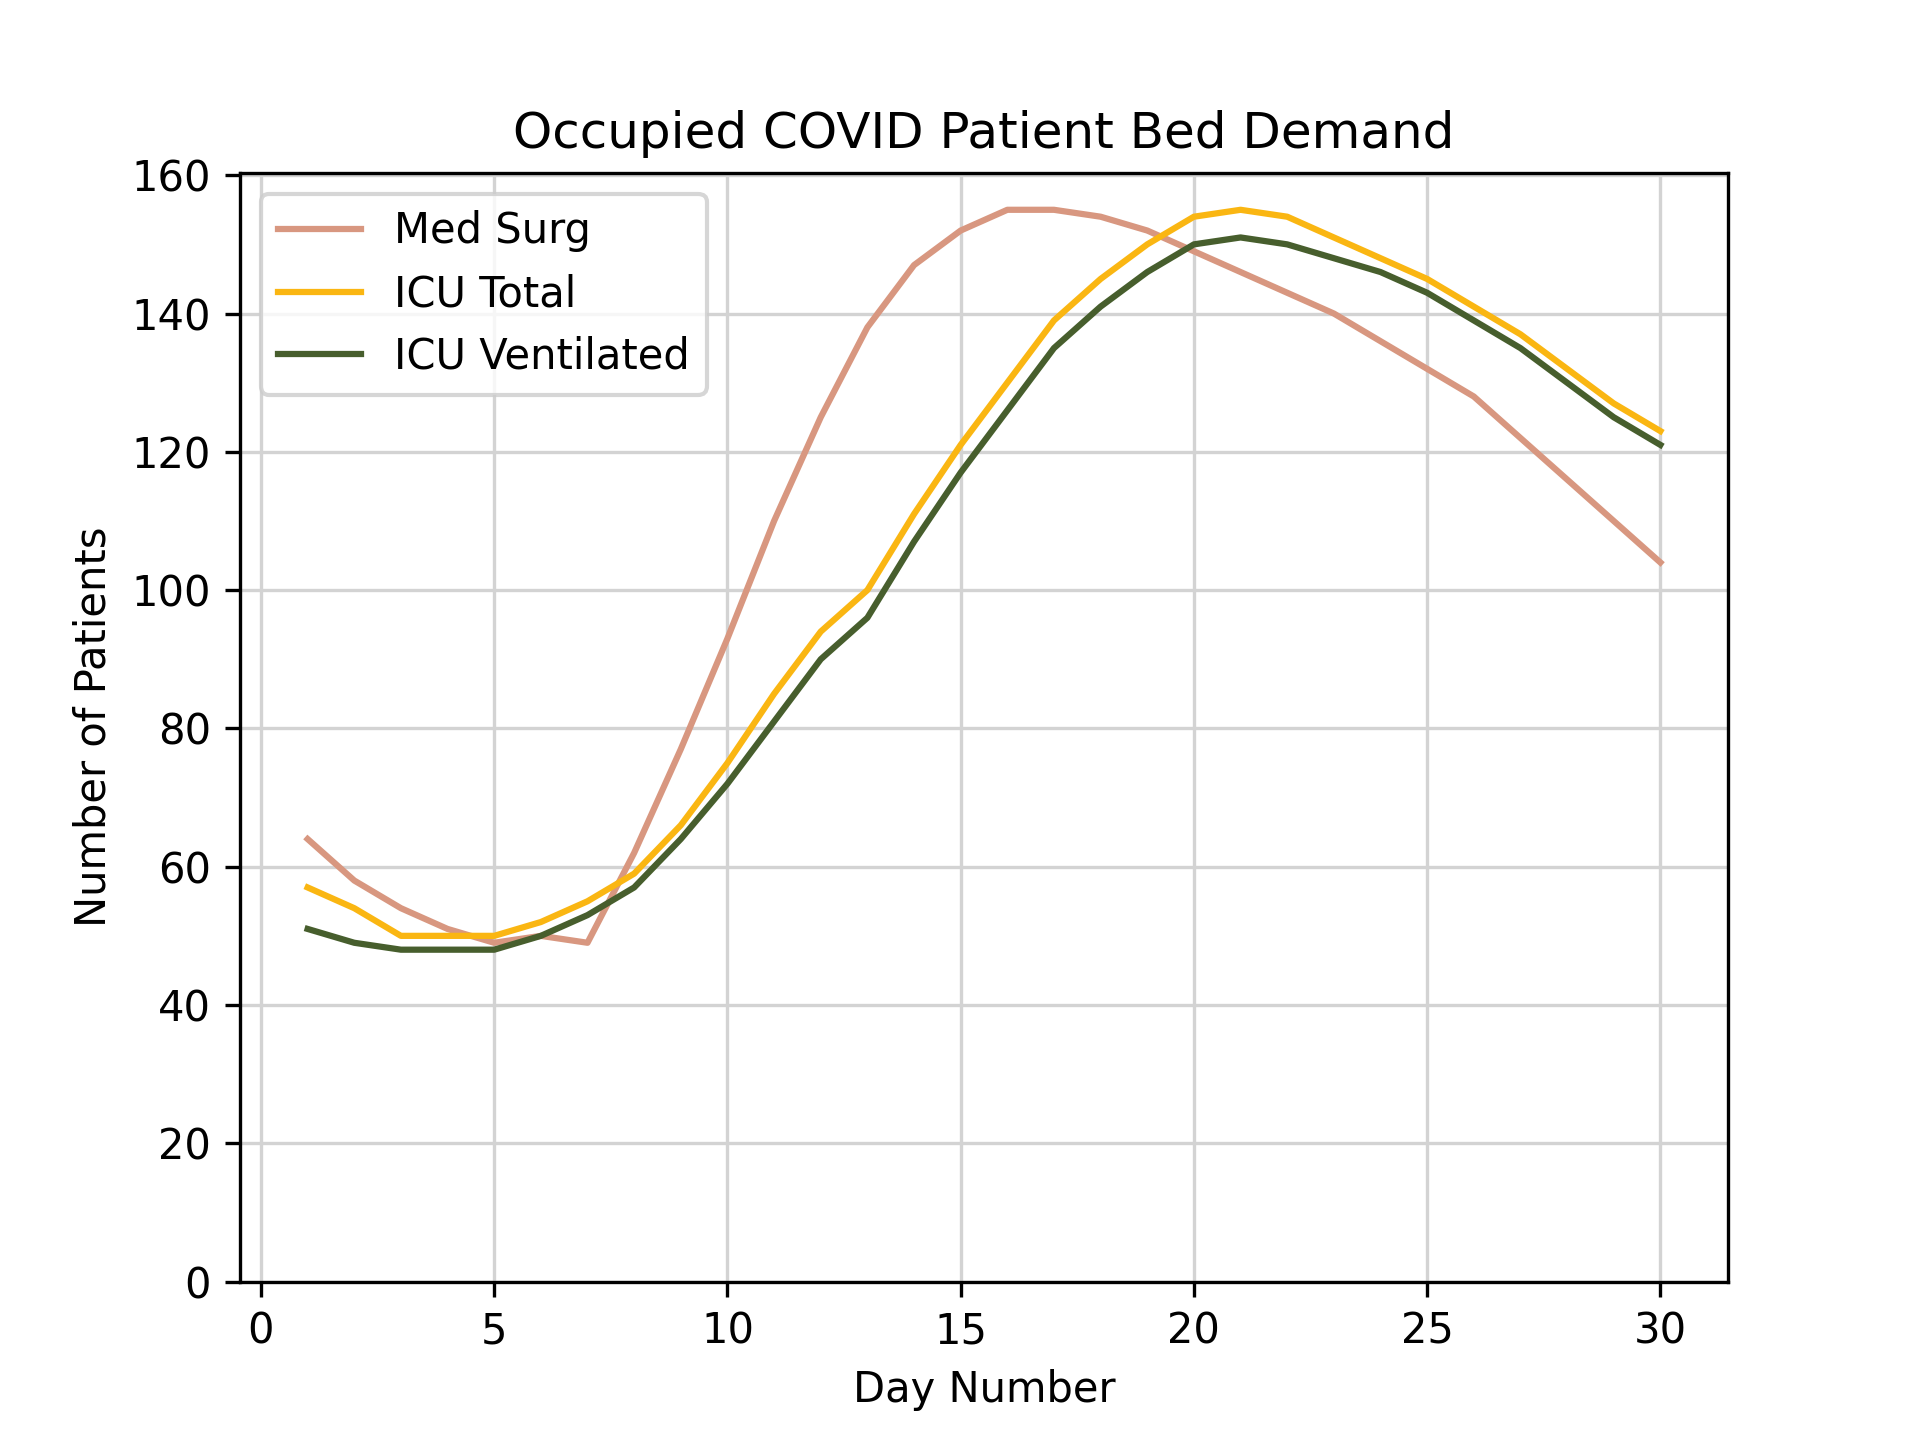 Occupied COVID Patient Bed Demand
160
140
120
100
80
60
40
20
0
Number of Patients
Med Surg
ICU Total
ICU Ventilated
0 5 10 15 20 25 30
Day Number